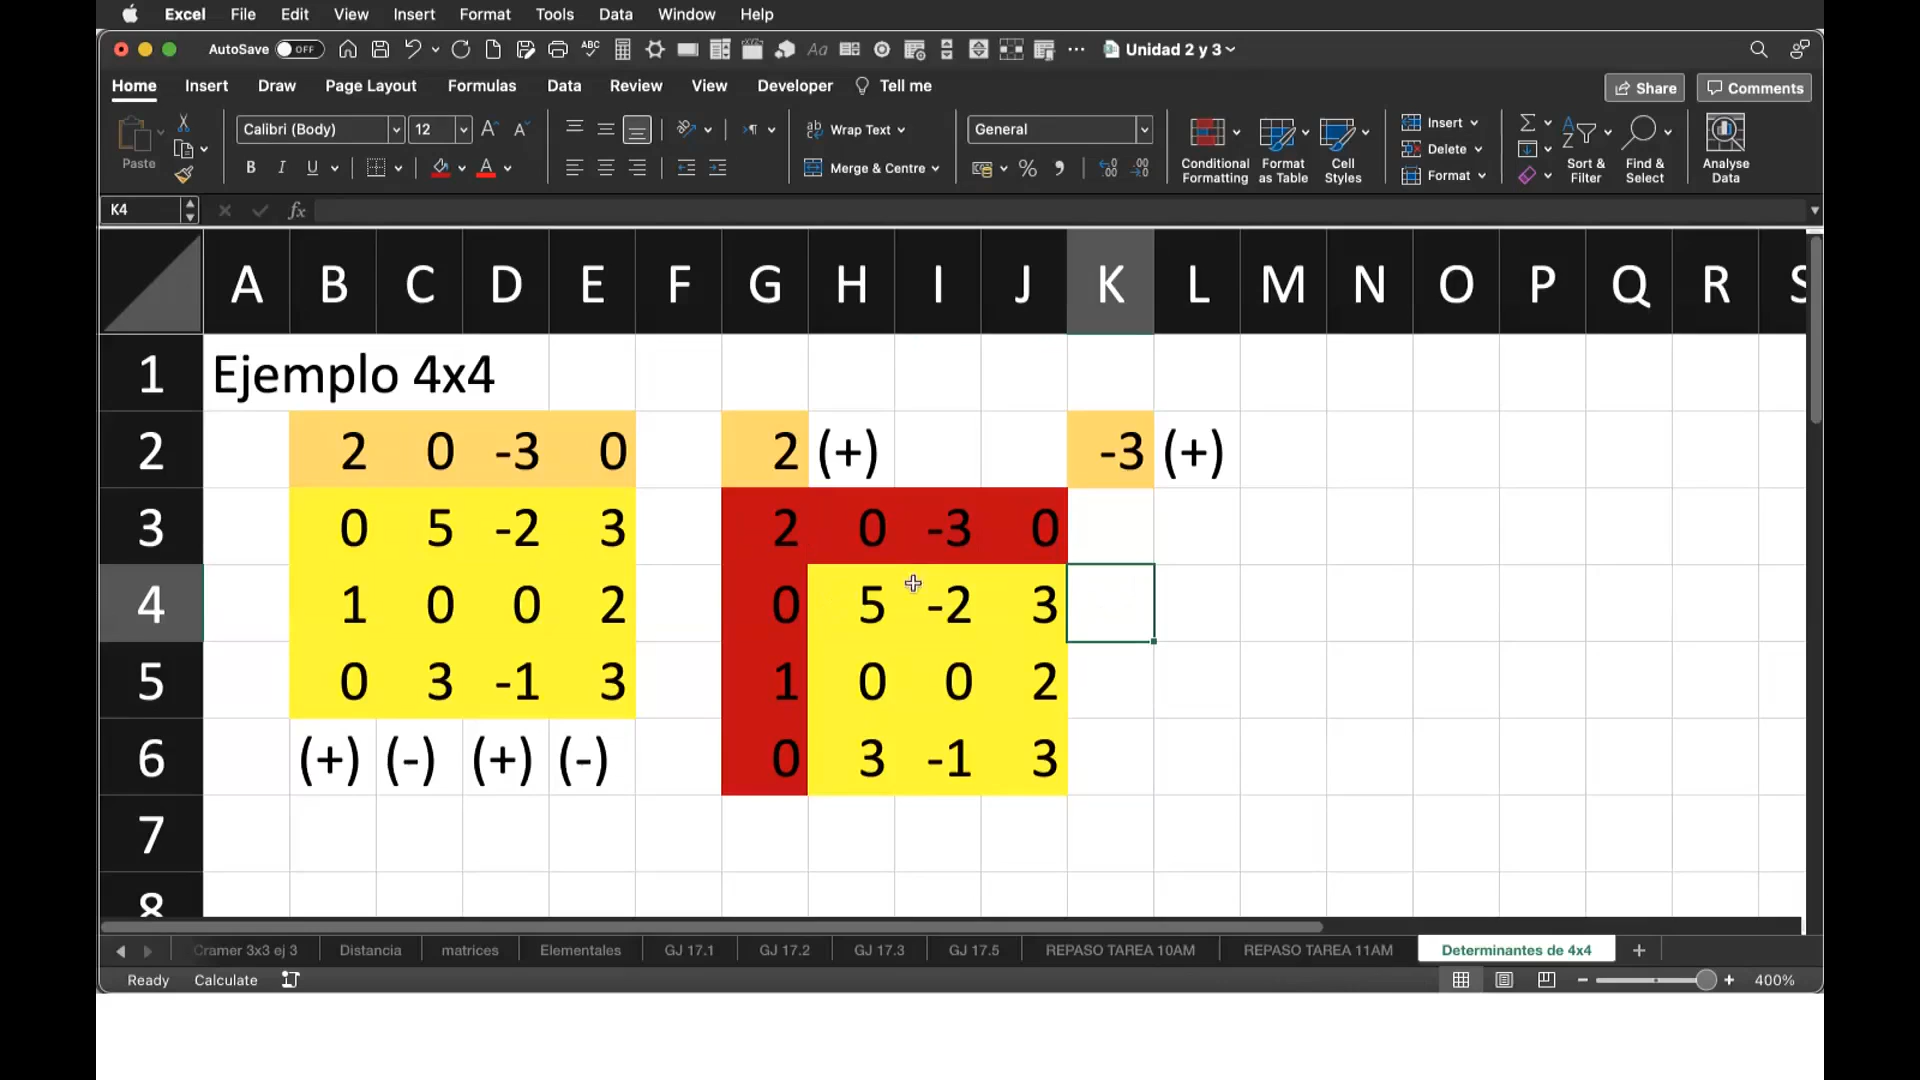 Excel File Edit View Insert Format Tools Data Window Help
AutoSave OFF ABC Aa ... Unidad 2 y 3
Home Insert Draw Page Layout Formulas Data Review View Developer Tell me Share Comments
Paste Calibri (Body) 12 A A Wrap Text General Conditional Formatting Format as Table Cell Styles Insert Sort & Filter Find & Select Analyse Data
B I U A Merge & Centre % Delete
Format
K4 fx
A B C D E F G H I J K L M N O P Q R S
1 Ejemplo 4x4
2 2 0 -3 0 2 (+) -3 (+)
3 0 5 -2 3 2 0 -3 0
4 1 0 0 2 0 5 -2 3
5 0 3 -1 3 1 0 0 2
6 (+) (-) (+) (-) 0 3 -1 3
7
8
Cramer 3x3 ej 3 Distancia matrices Elementales GJ 17.1 GJ 17.2 GJ 17.3 GJ 17.5 REPASO TAREA 10AM REPASO TAREA 11AM Determinantes de 4x4 +
Ready Calculate 400%